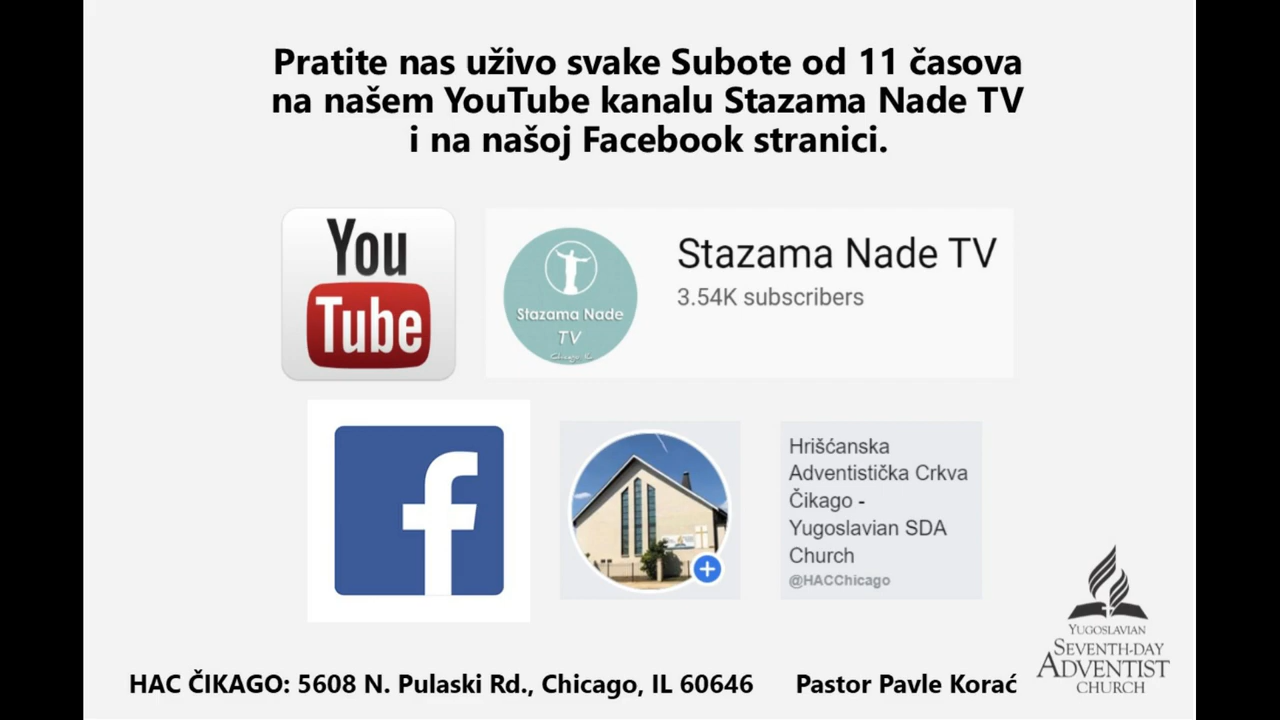 Pratite nas uživo svake Subote od 11 časova
na našem YouTube kanalu Stazama Nade TV
i na našoj Facebook stranici.
You
Tube
Stazama Nade
TV
Stazama Nade TV
3.54K subscribers
f
Hrišćanska
Adventistička Crkva
Čikago -
Yugoslavian SDA
Church
@HACChicago
YUGOSLAVIAN
SEVENTH-DAY
ADVENTIST
CHURCH
HAC ČIKAGO: 5608 N. Pulaski Rd., Chicago, IL 60646 Pastor Pavle Korać